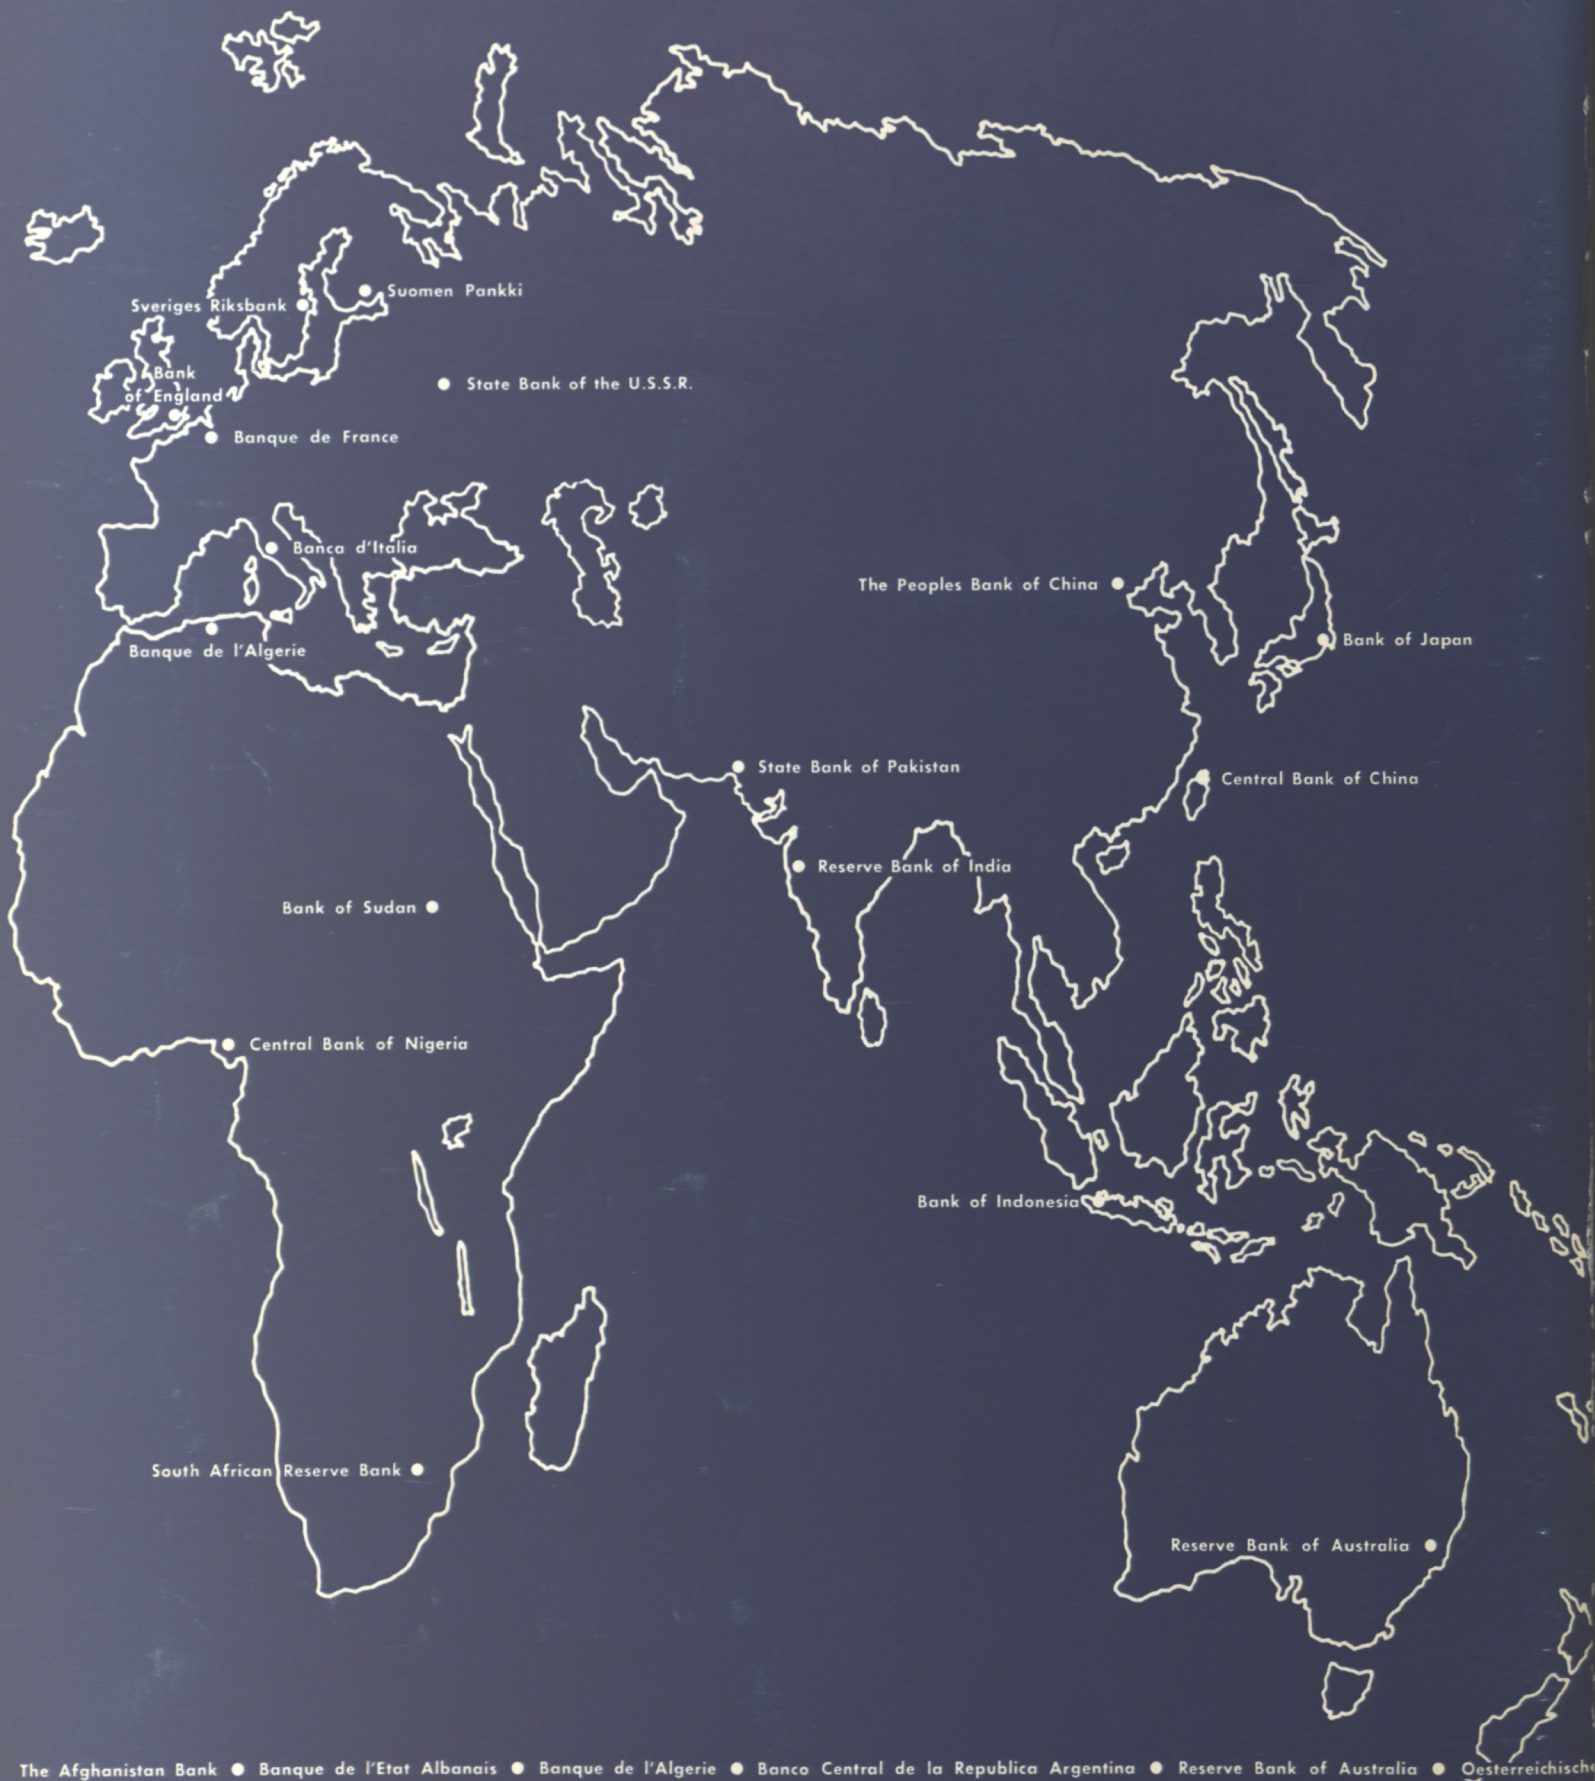 Suomen Pankki
Sveriges Riksbank
Bank
of England
State Bank of the U.S.S.R.
Banque de France
Banca d'Italia
The Peoples Bank of China
Bank of Japan
Banque de l'Algerie
State Bank of Pakistan
Central Bank of China
Reserve Bank of India
Bank of Sudan
Central Bank of Nigeria
Bank of Indonesia
South African Reserve Bank
Reserve Bank of Australia
The Afghanistan Bank ● Banque de l'Etat Albanais ● Banque de l'Algerie ● Banco Central de la Republica Argentina ● Reserve Bank of Australia ● Oesterreichisch